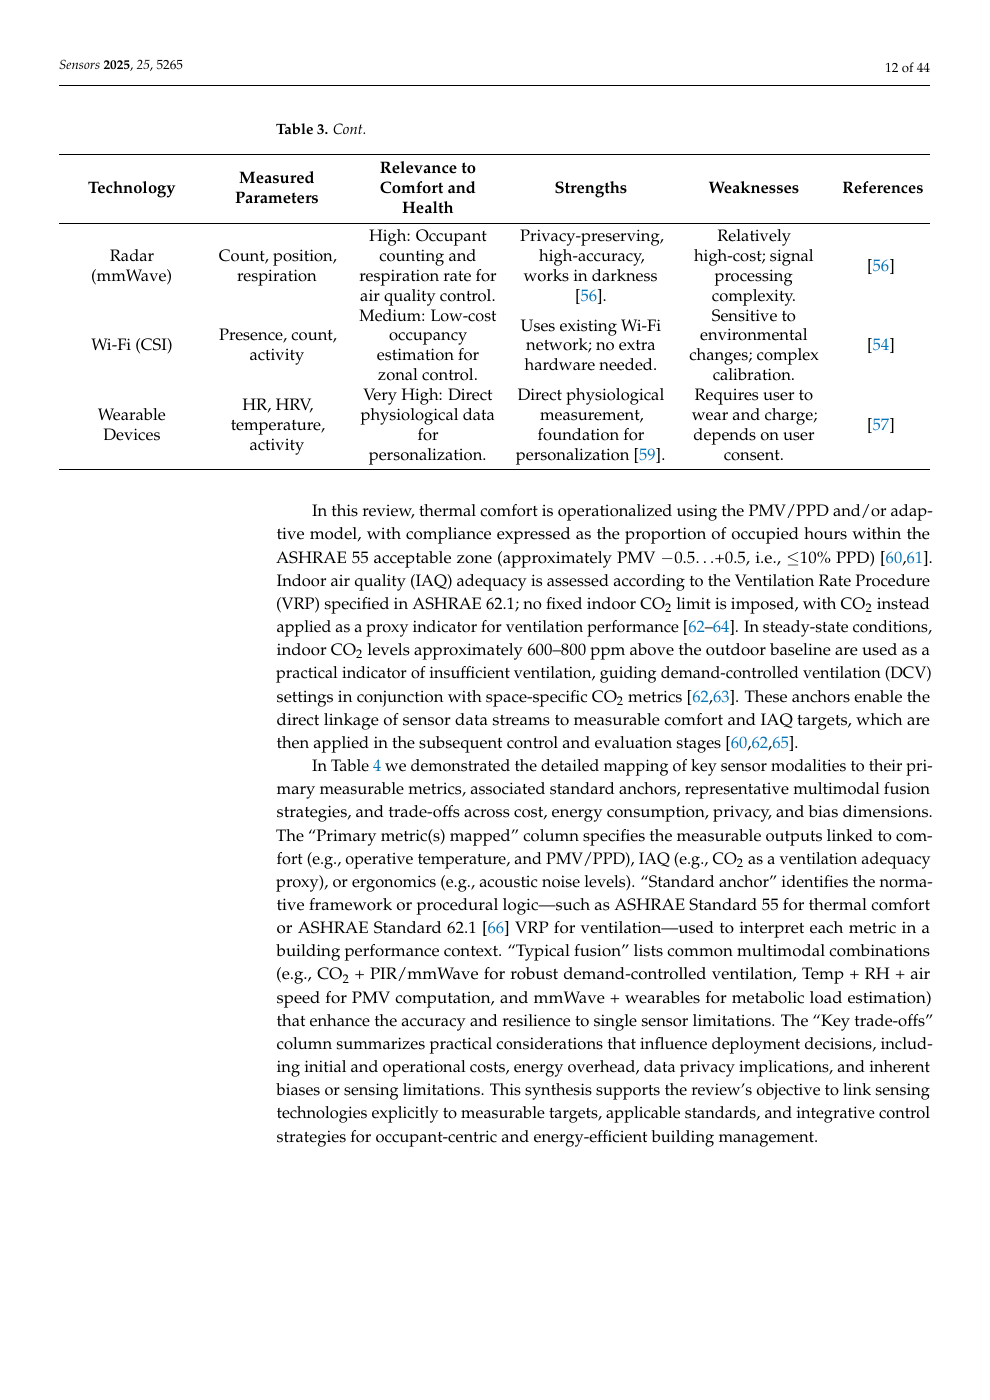 Sensors 2025, 25, 5265
12 of 44
Table 3. Cont.
Technology
Measured
Parameters
Relevance to
Comfort and
Health
Strengths
Weaknesses
References
Radar
(mmWave)
Count, position,
respiration
High: Occupant
counting and
respiration rate for
air quality control.
Privacy-preserving,
high-accuracy,
works in darkness
[56].
Relatively
high-cost; signal
processing
complexity.
[56]
Wi-Fi (CSI)
Presence, count,
activity
Medium: Low-cost
occupancy
estimation for
zonal control.
Uses existing Wi-Fi
network; no extra
hardware needed.
Sensitive to
environmental
changes; complex
calibration.
[54]
Wearable
Devices
HR, HRV,
temperature,
activity
Very High: Direct
physiological data
for
personalization.
Direct physiological
measurement,
foundation for
personalization [59].
Requires user to
wear and charge;
depends on user
consent.
[57]
In this review, thermal comfort is operationalized using the PMV/PPD and/or adap-
tive model, with compliance expressed as the proportion of occupied hours within the
ASHRAE 55 acceptable zone (approximately PMV −0.5. . .+0.5, i.e., ≤10% PPD) [60,61].
Indoor air quality (IAQ) adequacy is assessed according to the Ventilation Rate Procedure
(VRP) specified in ASHRAE 62.1; no fixed indoor CO₂ limit is imposed, with CO₂ instead
applied as a proxy indicator for ventilation performance [62–64]. In steady-state conditions,
indoor CO₂ levels approximately 600–800 ppm above the outdoor baseline are used as a
practical indicator of insufficient ventilation, guiding demand-controlled ventilation (DCV)
settings in conjunction with space-specific CO₂ metrics [62,63]. These anchors enable the
direct linkage of sensor data streams to measurable comfort and IAQ targets, which are
then applied in the subsequent control and evaluation stages [60,62,65].
In Table 4 we demonstrated the detailed mapping of key sensor modalities to their pri-
mary measurable metrics, associated standard anchors, representative multimodal fusion
strategies, and trade-offs across cost, energy consumption, privacy, and bias dimensions.
The “Primary metric(s) mapped” column specifies the measurable outputs linked to com-
fort (e.g., operative temperature, and PMV/PPD), IAQ (e.g., CO₂ as a ventilation adequacy
proxy), or ergonomics (e.g., acoustic noise levels). “Standard anchor” identifies the norma-
tive framework or procedural logic—such as ASHRAE Standard 55 for thermal comfort
or ASHRAE Standard 62.1 [66] VRP for ventilation—used to interpret each metric in a
building performance context. “Typical fusion” lists common multimodal combinations
(e.g., CO₂ + PIR/mmWave for robust demand-controlled ventilation, Temp + RH + air
speed for PMV computation, and mmWave + wearables for metabolic load estimation)
that enhance the accuracy and resilience to single sensor limitations. The “Key trade-offs”
column summarizes practical considerations that influence deployment decisions, includ-
ing initial and operational costs, energy overhead, data privacy implications, and inherent
biases or sensing limitations. This synthesis supports the review’s objective to link sensing
technologies explicitly to measurable targets, applicable standards, and integrative control
strategies for occupant-centric and energy-efficient building management.